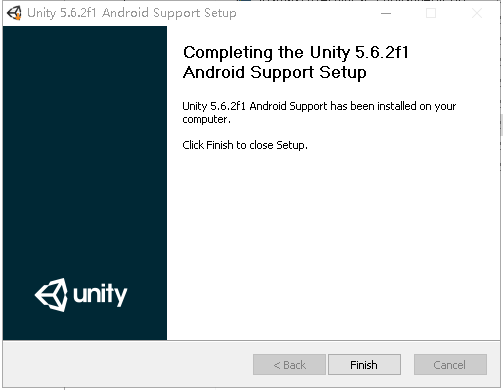 Unity 5.6.2f1 Android Support Setup
Completing the Unity 5.6.2f1
Android Support Setup
Unity 5.6.2f1 Android Support has been installed on your
computer.
Click Finish to close Setup.
unity
< Back
Finish
Cancel